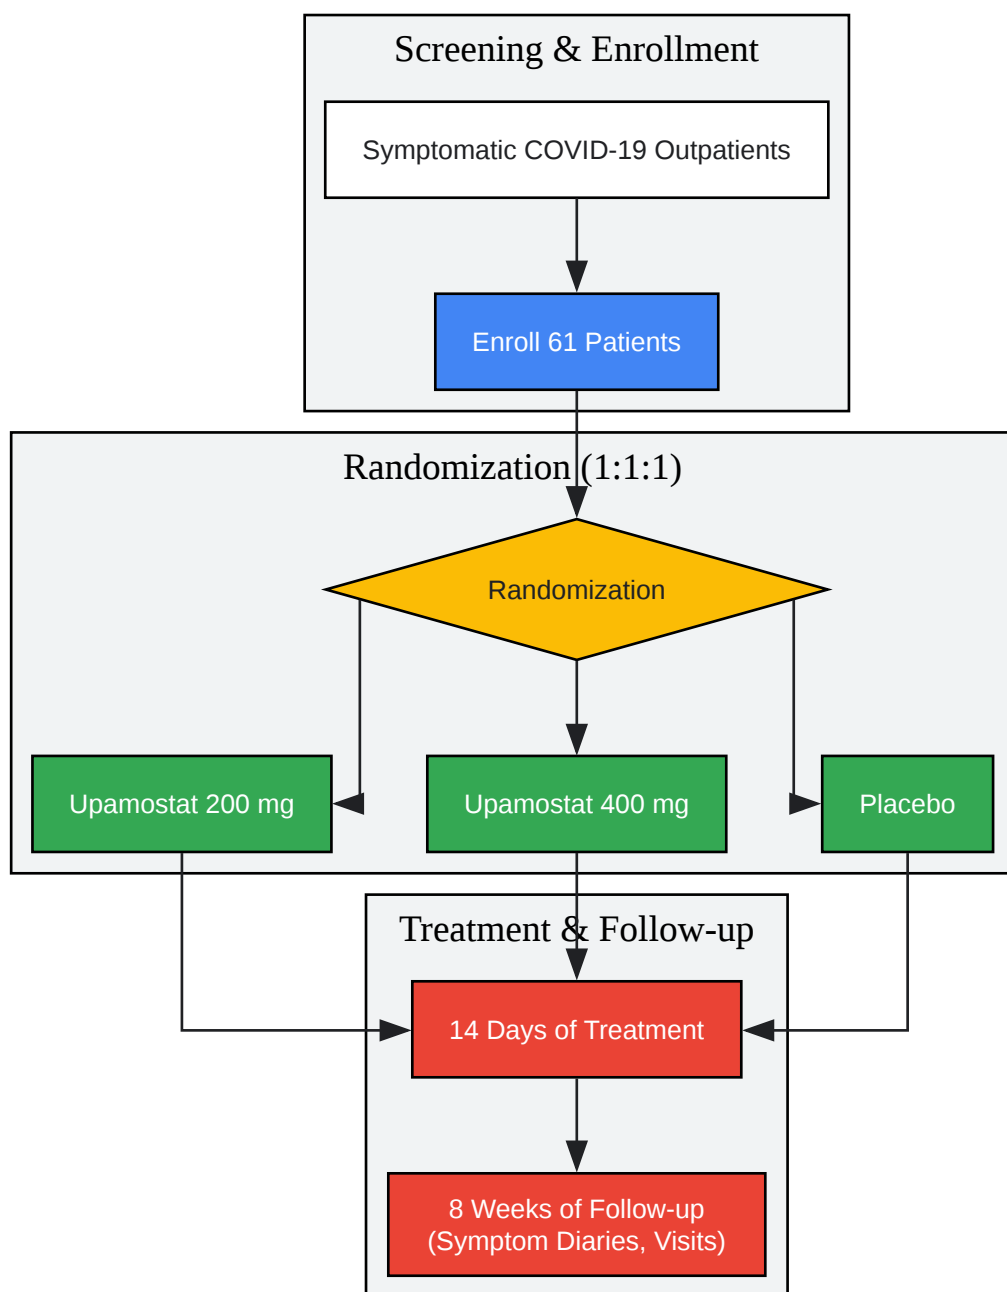 Screening & Enrollment
Symptomatic COVID-19 Outpatients
Enroll 61 Patients
Randomization (1:1:1)
Randomization
Upamostat 200 mg
Upamostat 400 mg
Placebo
Treatment & Follow-up
14 Days of Treatment
8 Weeks of Follow-up
(Symptom Diaries, Visits)